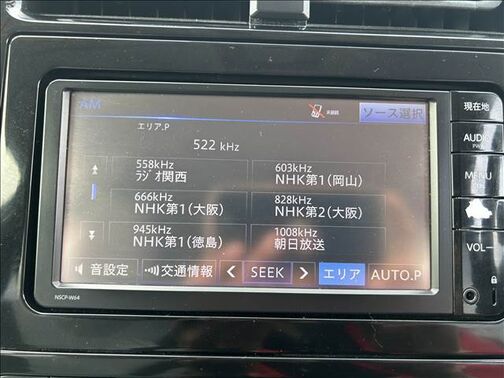 AM
未接続
ソース選択
エリア.P
522 kHz
558kHz
ラジオ関西
603kHz
NHK第1(岡山)
666kHz
NHK第1(大阪)
828kHz
NHK第2(大阪)
945kHz
NHK第1(徳島)
1008kHz
朝日放送
音設定
交通情報
< SEEK >
エリア
AUTO.P
NSCP-W64
現在地
AUDIO
MENU
VOL